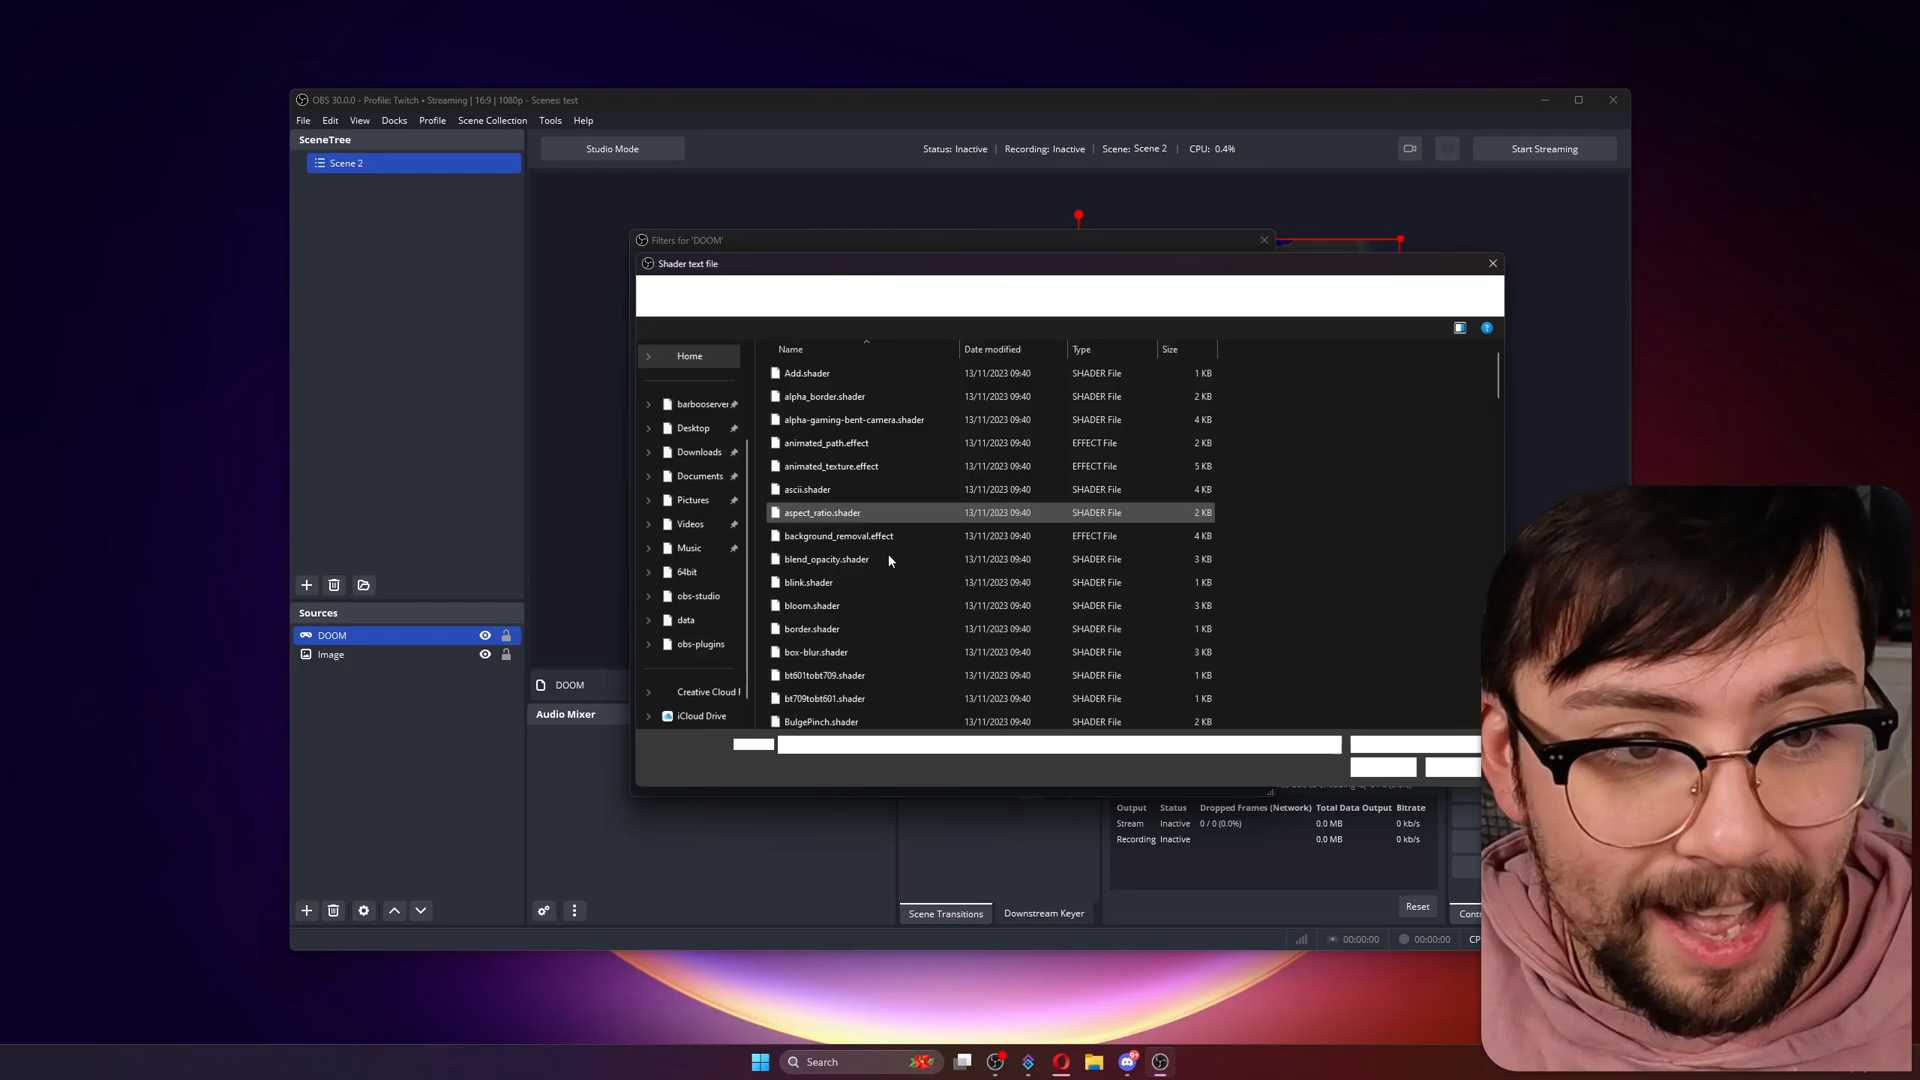 OBS 30.0.0 - Profile: Twitch • Streaming | 16:9 | 1080p - Scenes: test
File Edit View Docks Profile Scene Collection Tools Help
SceneTree
Scene 2
Studio Mode
Status: Inactive | Recording: Inactive | Scene: Scene 2 | CPU: 0.4%
Start Streaming
Filters for 'DOOM'
Shader text file
Name Date modified Type Size
Home
barbooserver
Desktop
Downloads
Documents
Pictures
Videos
Music
64bit
obs-studio
data
obs-plugins
Creative Cloud F
iCloud Drive
Add.shader 13/11/2023 09:40 SHADER File 1 KB
alpha_border.shader 13/11/2023 09:40 SHADER File 2 KB
alpha-gaming-bent-camera.shader 13/11/2023 09:40 SHADER File 4 KB
animated_path.effect 13/11/2023 09:40 EFFECT File 2 KB
animated_texture.effect 13/11/2023 09:40 EFFECT File 5 KB
ascii.shader 13/11/2023 09:40 SHADER File 4 KB
aspect_ratio.shader 13/11/2023 09:40 SHADER File 2 KB
background_removal.effect 13/11/2023 09:40 EFFECT File 4 KB
blend_opacity.shader 13/11/2023 09:40 SHADER File 3 KB
blink.shader 13/11/2023 09:40 SHADER File 1 KB
bloom.shader 13/11/2023 09:40 SHADER File 3 KB
border.shader 13/11/2023 09:40 SHADER File 1 KB
box-blur.shader 13/11/2023 09:40 SHADER File 3 KB
bt601tobt709.shader 13/11/2023 09:40 SHADER File 1 KB
bt709tobt601.shader 13/11/2023 09:40 SHADER File 1 KB
BulgePinch.shader 13/11/2023 09:40 SHADER File 2 KB
Sources
DOOM
Image
DOOM
Audio Mixer
Output Status Dropped Frames (Network) Total Data Output Bitrate
Stream Inactive 0 / 0 (0.0%) 0.0 MB 0 kb/s
Recording Inactive 0.0 MB 0 kb/s
Reset
Scene Transitions Downstream Keyer
Contr
00:00:00 00:00:00 CP
Search